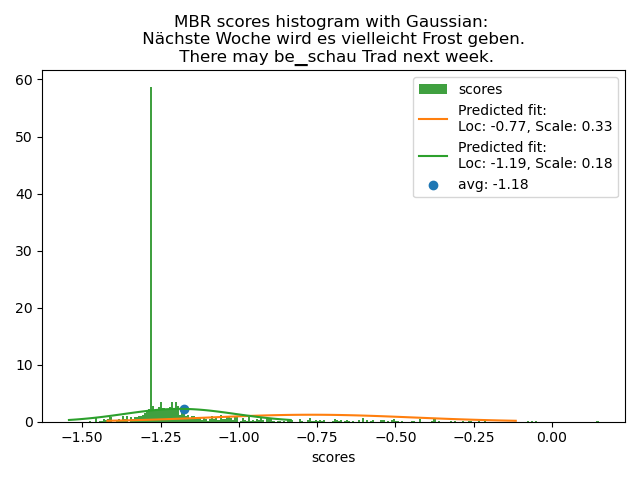 MBR scores histogram with Gaussian:
Nächste Woche wird es vielleicht Frost geben.
There may be▁schau Trad next week.
60
50
40
30
20
10
0
scores
Predicted fit:
Loc: -0.77, Scale: 0.33
Predicted fit:
Loc: -1.19, Scale: 0.18
avg: -1.18
−1.50 −1.25 −1.00 −0.75 −0.50 −0.25 0.00
scores